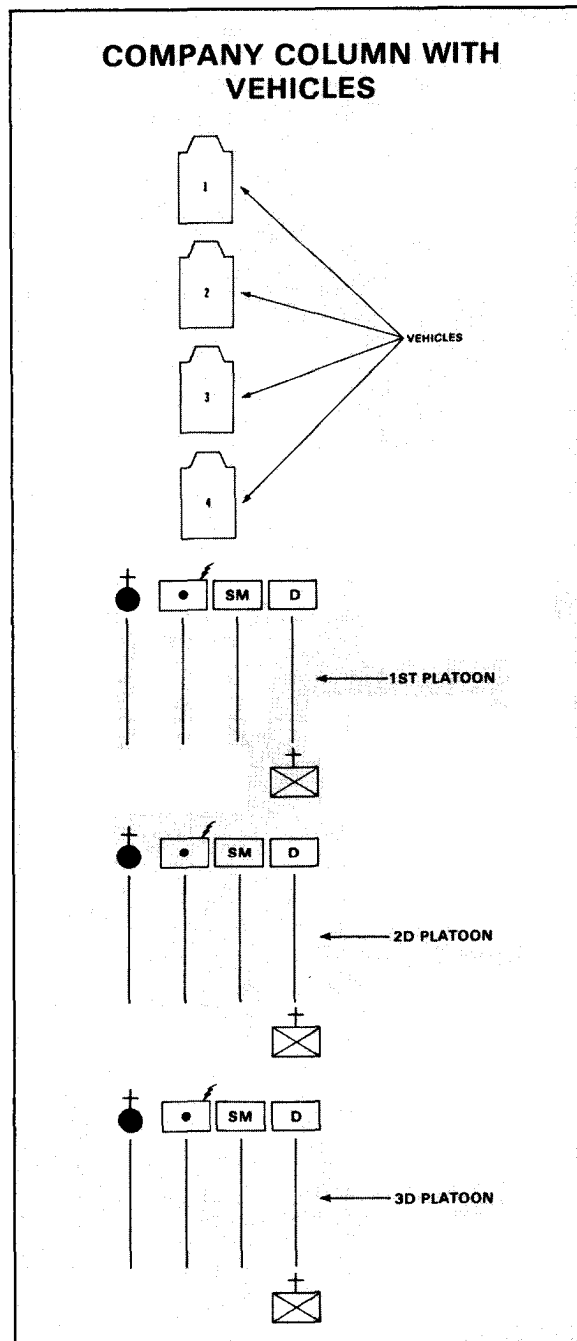 COMPANY COLUMN WITH
VEHICLES
1
2
VEHICLES
3
4
SM D
1ST PLATOON
SM D
2D PLATOON
SM D
3D PLATOON